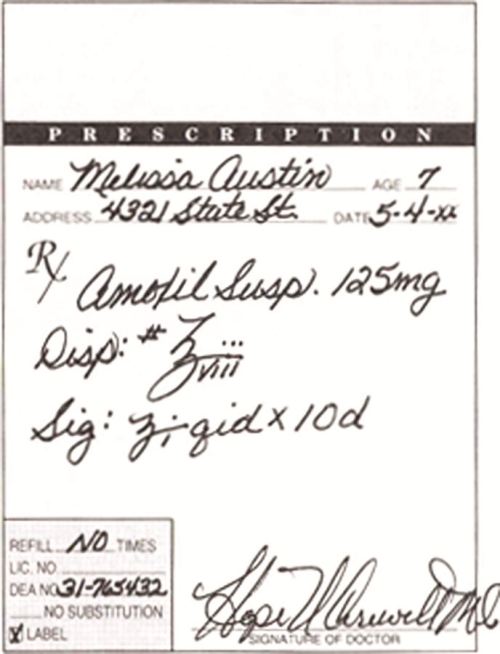 PRESCRIPTION
NAME Melissa Austin AGE 7
ADDRESS 4321 State St. DATE 5-4-xx
Rx
Amoxil Susp. 125mg
Disp: # ℥viii
Sig: ʒi qid x 10d
REFILL NO TIMES
LIC. NO
DEA NO 31-765432
NO SUBSTITUTION
X LABEL
SIGNATURE OF DOCTOR